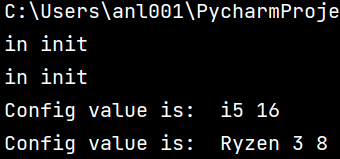 C:\Users\anl001\PycharmProje
in init
in init
Config value is:  i5 16
Config value is:  Ryzen 3 8